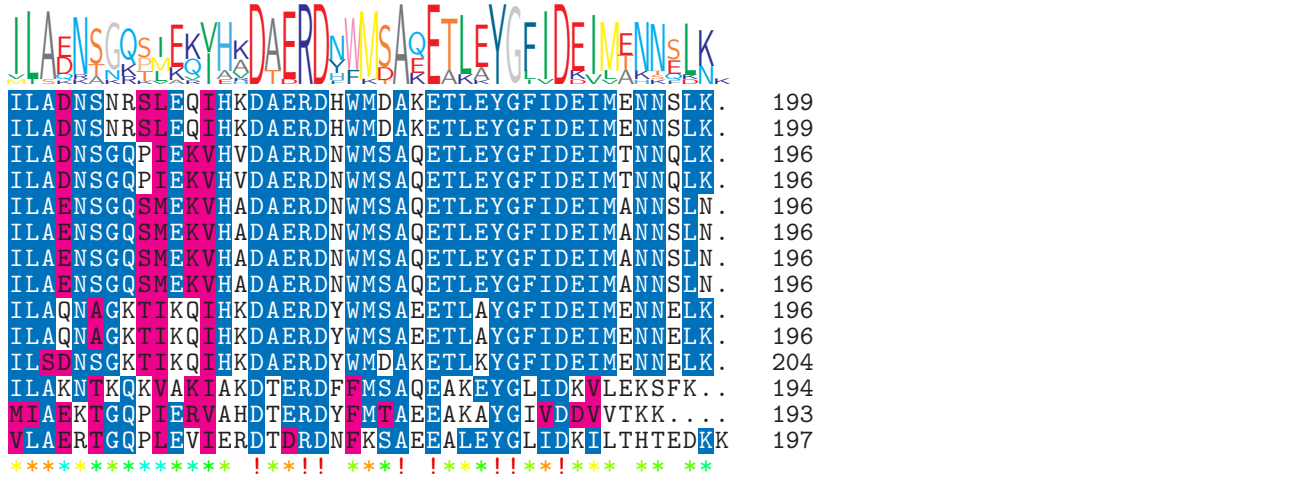 ILAENSGQSIEKVHKDAERDNWMSAQETLEYGFIDEIMENNSLK
ILADNSNRSLEQIHKDAERDHWMDAKETLEYGFIDEIMENNSLK. 199
ILADNSNRSLEQIHKDAERDHWMDAKETLEYGFIDEIMENNSLK. 199
ILADNSGQPIEKVHVDAERDNWMSAQETLEYGFIDEIMTNNQLK. 196
ILADNSGQPIEKVHVDAERDNWMSAQETLEYGFIDEIMTNNQLK. 196
ILAENSGQSMEKVHADAERDNWMSAQETLEYGFIDEIMANNSLN. 196
ILAENSGQSMEKVHADAERDNWMSAQETLEYGFIDEIMANNSLN. 196
ILAENSGQSMEKVHADAERDNWMSAQETLEYGFIDEIMANNSLN. 196
ILAENSGQSMEKVHADAERDNWMSAQETLEYGFIDEIMANNSLN. 196
ILAQNAGKTIKQIHKDAERDYWMSAEETLAYGFIDEIMENNELK. 196
ILAQNAGKTIKQIHKDAERDYWMSAEETLAYGFIDEIMENNELK. 196
ILSDNSGKTIKQIHKDAERDYWMDAKETLKYGFIDEIMENNELK. 204
ILAKNTKQKVAKIAKDTERDFFMSAQEAKEYGLIDKVLEKSFK.. 194
MIAEKTGQPIERVAHDTERDYFMTAEEAKAYGIVDDVVTKK.... 193
VLAERTGQPLEVIERDTDRDNFKSAEEALEYGLIDKILTHTEDKK 197
************** !**!! ***! !***!!**!*** ** **